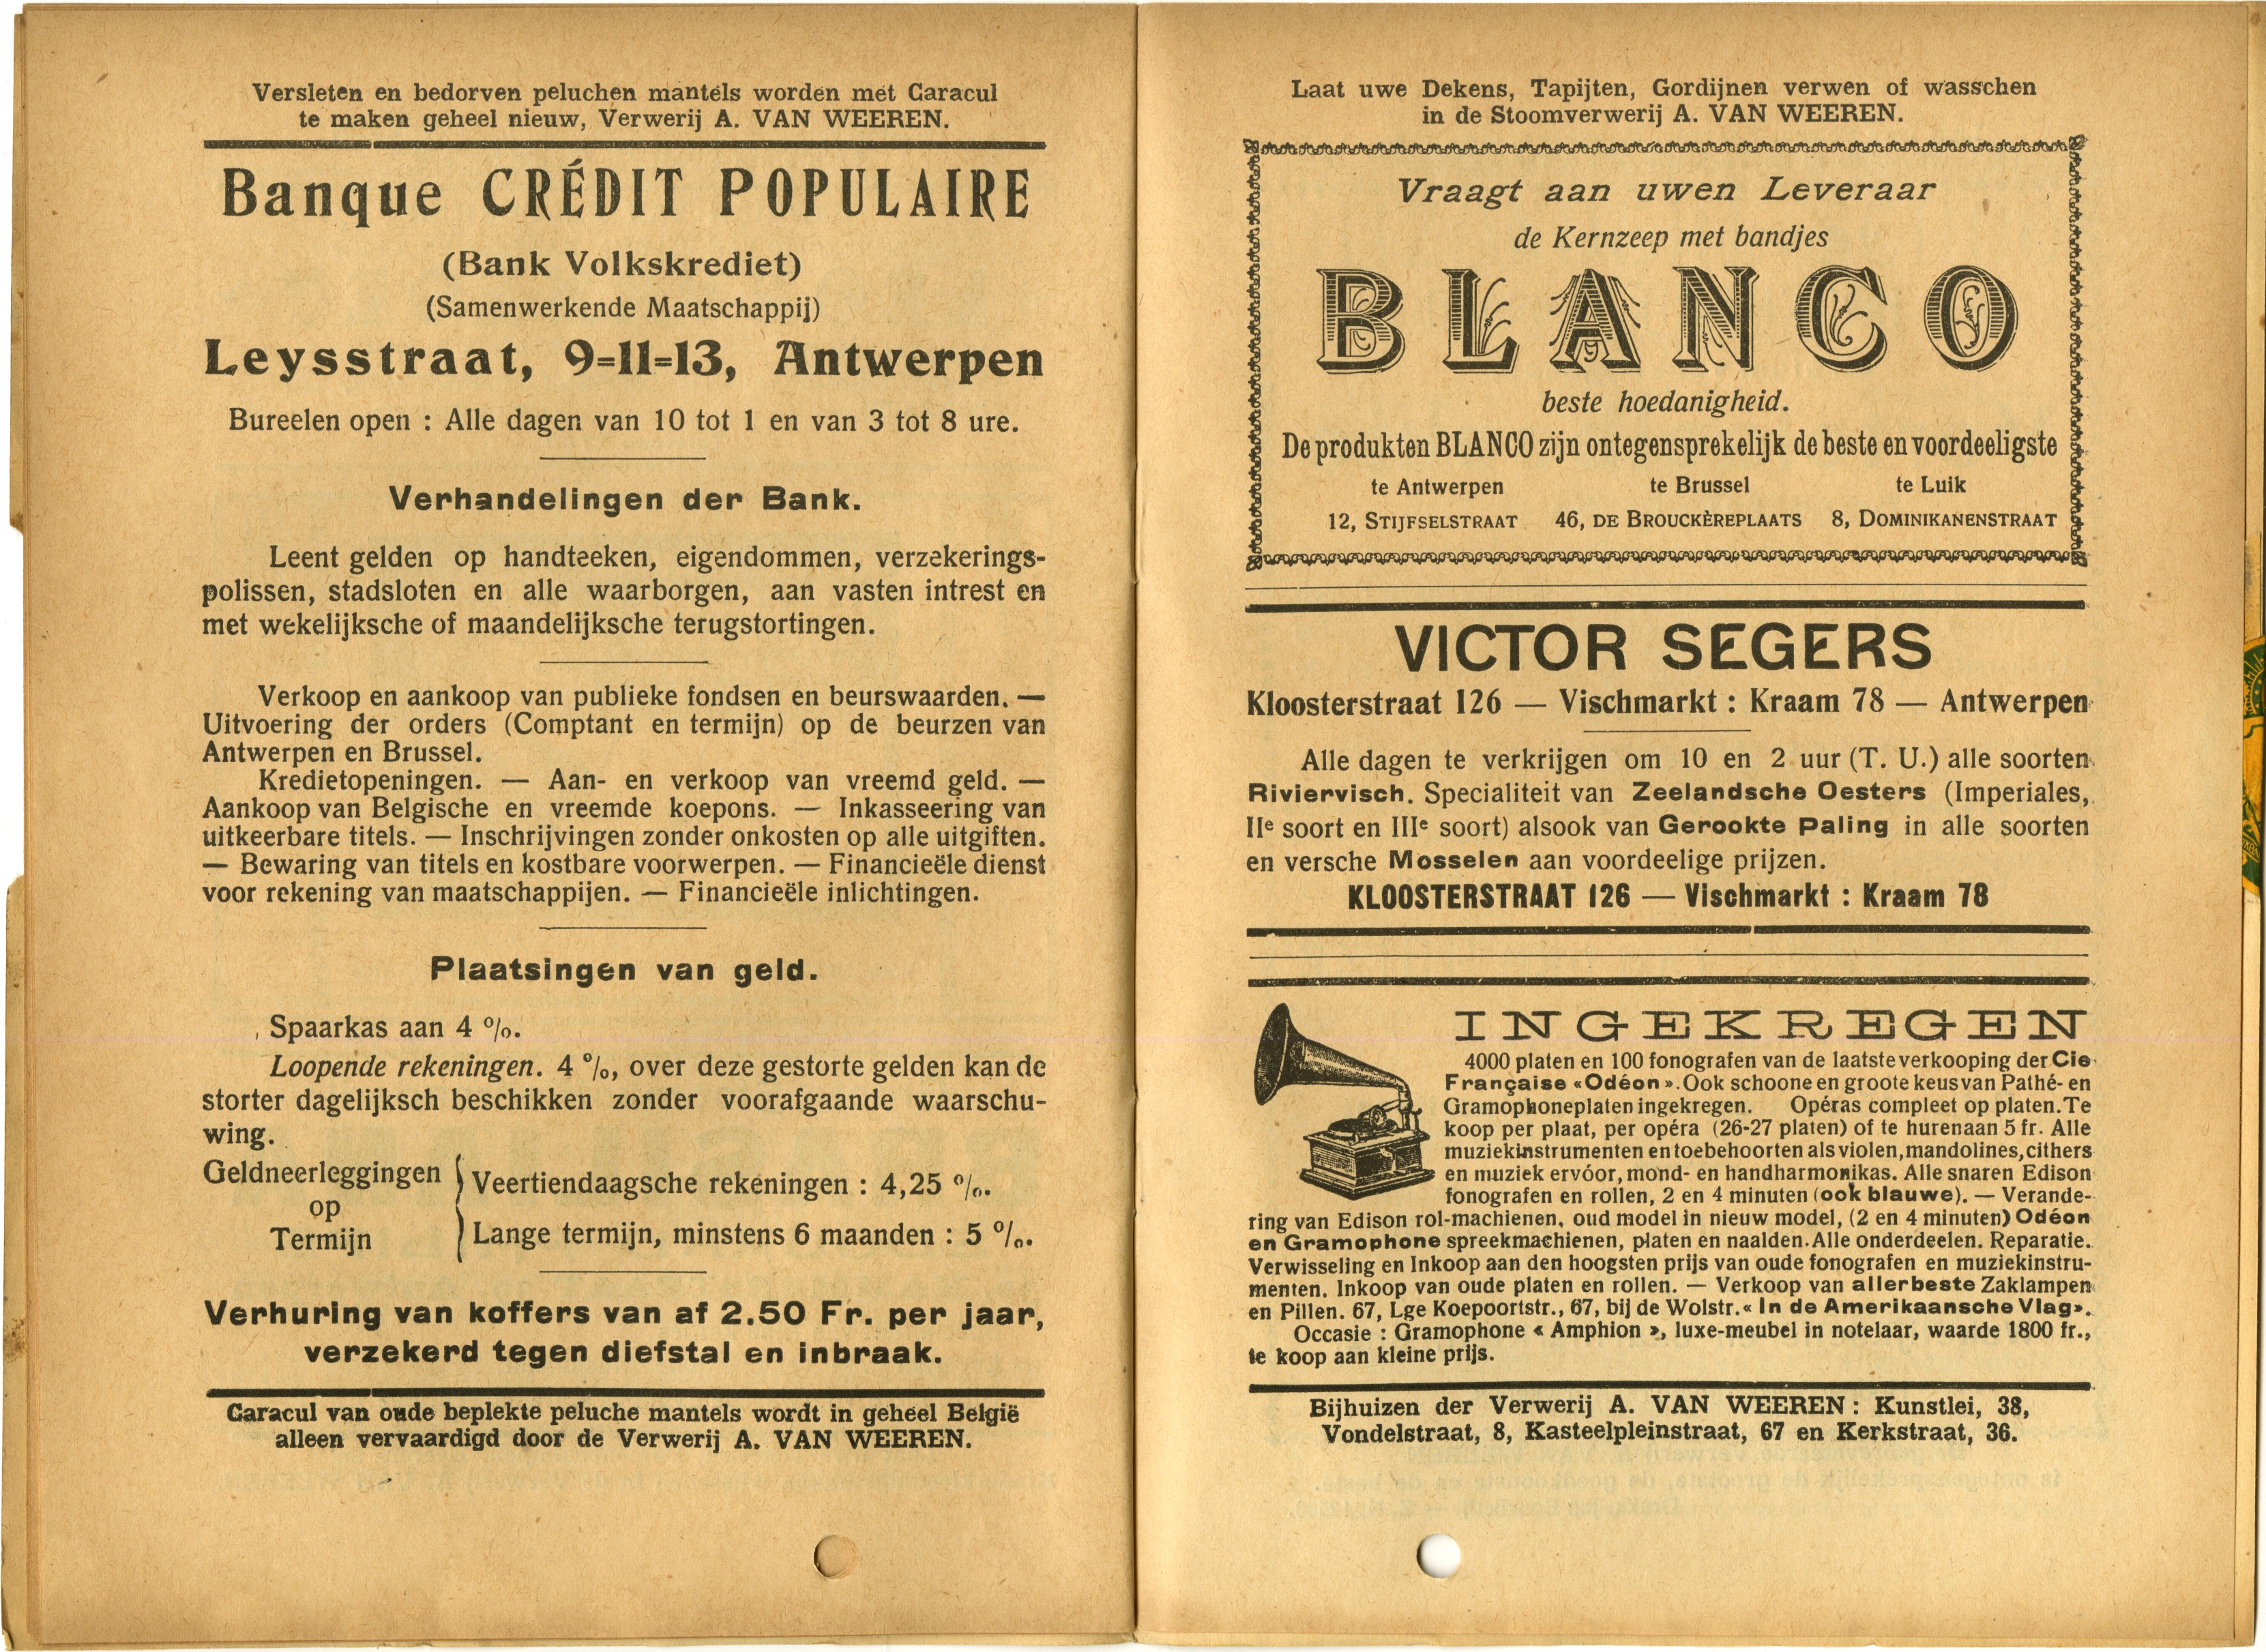 Versleten en bedorven peluchen mantels worden met Caracul
te maken geheel nieuw, Verwerij A. VAN WEEREN.
Banque CRÉDIT POPULAIRE
(Bank Volkskrediet)
(Samenwerkende Maatschappij)
Leysstraat, 9=11=13, Antwerpen
Bureelen open : Alle dagen van 10 tot 1 en van 3 tot 8 ure.
Verhandelingen der Bank.
Leent gelden op handteeken, eigendommen, verzekerings-
polissen, stadsloten en alle waarborgen, aan vasten intrest en
met wekelijksche of maandelijksche terugstortingen.
Verkoop en aankoop van publieke fondsen en beurswaarden. —
Uitvoering der orders (Comptant en termijn) op de beurzen van
Antwerpen en Brussel.
Kredietopeningen. — Aan- en verkoop van vreemd geld. —
Aankoop van Belgische en vreemde koepons. — Inkasseering van
uitkeerbare titels. — Inschrijvingen zonder onkosten op alle uitgiften.
— Bewaring van titels en kostbare voorwerpen. — Financieële dienst
voor rekening van maatschappijen. — Financieële inlichtingen.
Plaatsingen van geld.
Spaarkas aan 4 %.
Loopende rekeningen. 4 %, over deze gestorte gelden kan de
storter dagelijksch beschikken zonder voorafgaande waarschu-
wing.
Geldneerleggingen
op
Termijn
Veertiendaagsche rekeningen : 4,25 %.
Lange termijn, minstens 6 maanden : 5 %.
Verhuring van koffers van af 2.50 Fr. per jaar,
verzekerd tegen diefstal en inbraak.
Caracul van oude beplekte peluche mantels wordt in geheel België
alleen vervaardigd door de Verwerij A. VAN WEEREN.
Laat uwe Dekens, Tapijten, Gordijnen verwen of wasschen
in de Stoomverwerij A. VAN WEEREN.
Vraagt aan uwen Leveraar
de Kernzeep met bandjes
BLANCO
beste hoedanigheid.
De produkten BLANCO zijn ontegensprekelijk de beste en voordeeligste
te Antwerpen te Brussel te Luik
12, STIJFSELSTRAAT 46, DE BROUCKÈREPLAATS 8, DOMINIKANENSTRAAT
VICTOR SEGERS
Kloosterstraat 126 — Vischmarkt : Kraam 78 — Antwerpen
Alle dagen te verkrijgen om 10 en 2 uur (T. U.) alle soorten
Riviervisch. Specialiteit van Zeelandsche Oesters (Imperiales,
IIe soort en IIIe soort) alsook van Gerookte Paling in alle soorten
en versche Mosselen aan voordeelige prijzen.
KLOOSTERSTRAAT 126 — Vischmarkt : Kraam 78
INGEKREGEN
4000 platen en 100 fonografen van de laatste verkooping der Cie
Française «Odéon». Ook schoone en groote keus van Pathé- en
Gramophoneplaten ingekregen. Opéras compleet op platen. Te
koop per plaat, per opéra (26-27 platen) of te huren aan 5 fr. Alle
muziekinstrumenten en toebehoorten als violen, mandolines, cithers
en muziek ervóor, mond- en handharmonikas. Alle snaren Edison
fonografen en rollen, 2 en 4 minuten (ook blauwe). — Verande-
ring van Edison rol-machienen, oud model in nieuw model, (2 en 4 minuten) Odéon
en Gramophone spreekmachienen, platen en naalden. Alle onderdeelen. Reparatie.
Verwisseling en Inkoop aan den hoogsten prijs van oude fonografen en muziekinstru-
menten. Inkoop van oude platen en rollen. — Verkoop van allerbeste Zaklampen
en Pillen. 67, Lge Koepoortstr., 67, bij de Wolstr. « In de Amerikaansche Vlag».
Occasie : Gramophone « Amphion », luxe-meubel in notelaar, waarde 1800 fr.,
te koop aan kleine prijs.
Bijhuizen der Verwerij A. VAN WEEREN : Kunstlei, 38,
Vondelstraat, 8, Kasteelpleinstraat, 67 en Kerkstraat, 36.